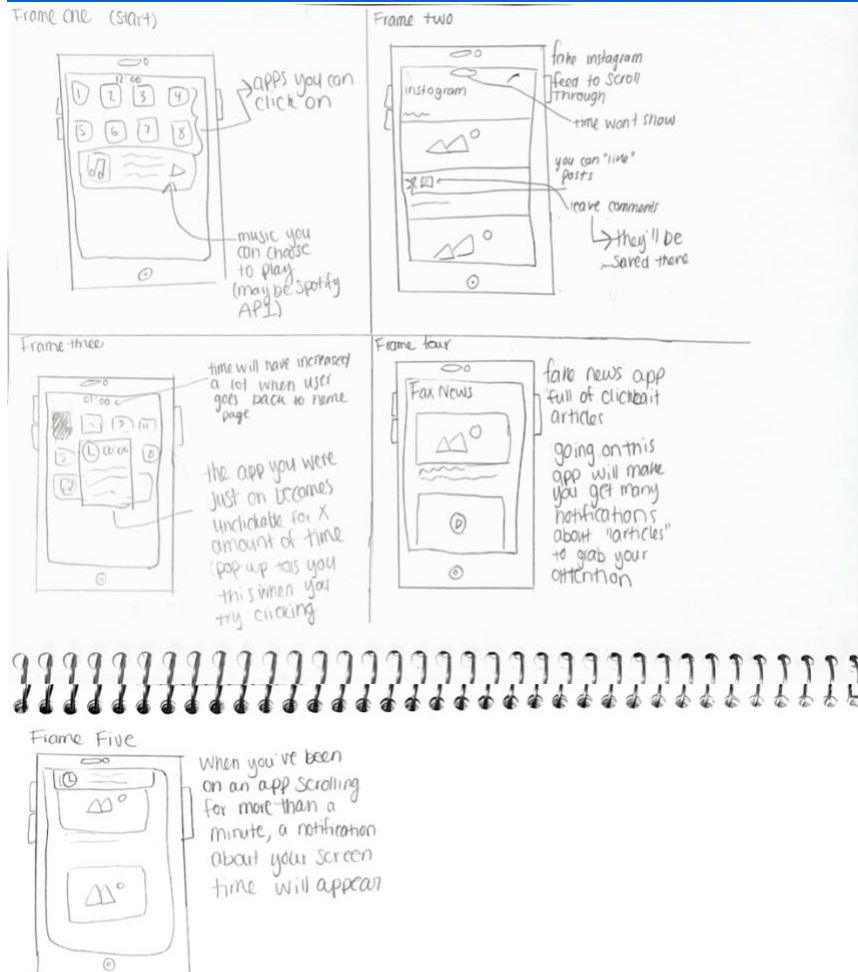 Frame One (start)
12:00
1 2 3 4
5 6 7 8
apps you can
click on
music you
can choose
to play
(maybe spotify
API)
Frame two
instagram
fake instagram
feed to scroll
through
time wont show
you can "like"
posts
leave comments
they'll be
saved there
Frame three
01:00
time will have increased
a lot when user
goes back to home
page
00:00
the app you were
just on becomes
unclickable for X
amount of time
(pop up tells you
this when you
try clicking
Frame four
Fax News
fake news app
full of clickbait
articles
going on this
app will make
you get many
notifications
about "articles"
to grab your
attention
Frame Five
When you've been
on an app scrolling
for more than a
minute, a notification
about your screen
time will appear